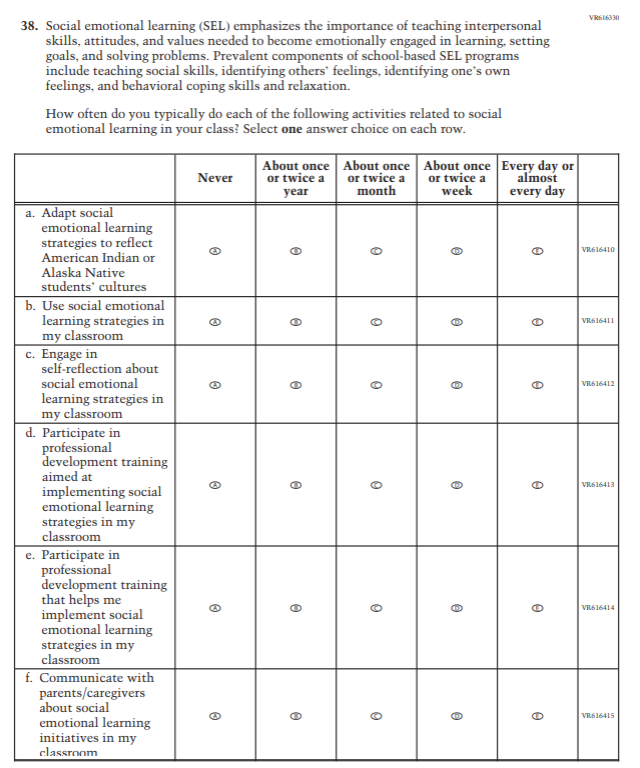 VR616330
38. Social emotional learning (SEL) emphasizes the importance of teaching interpersonal
skills, attitudes, and values needed to become emotionally engaged in learning, setting
goals, and solving problems. Prevalent components of school-based SEL programs
include teaching social skills, identifying others' feelings, identifying one's own
feelings, and behavioral coping skills and relaxation.
How often do you typically do each of the following activities related to social
emotional learning in your class? Select one answer choice on each row.
Never
About once
or twice a
year
About once
or twice a
month
About once
or twice a
week
Every day or
almost
every day
a. Adapt social
emotional learning
strategies to reflect
American Indian or
Alaska Native
students' cultures
A B C D E VR616410
b. Use social emotional
learning strategies in
my classroom
A B C D E VR616411
c. Engage in
self-reflection about
social emotional
learning strategies in
my classroom
A B C D E VR616412
d. Participate in
professional
development training
aimed at
implementing social
emotional learning
strategies in my
classroom
A B C D E VR616413
e. Participate in
professional
development training
that helps me
implement social
emotional learning
strategies in my
classroom
A B C D E VR616414
f. Communicate with
parents/caregivers
about social
emotional learning
initiatives in my
classroom
A B C D E VR616415